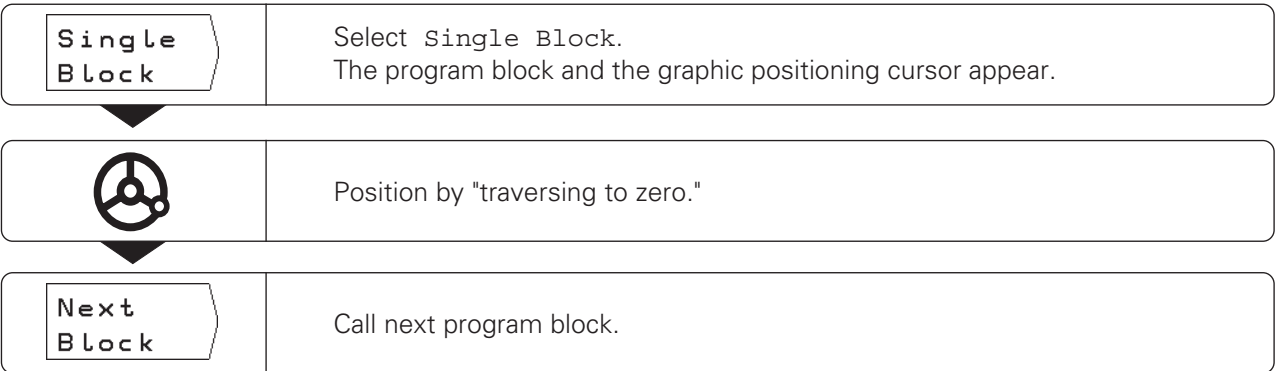 Single
Block
Select Single Block.
The program block and the graphic positioning cursor appear.
Position by "traversing to zero."
Next
Block
Call next program block.